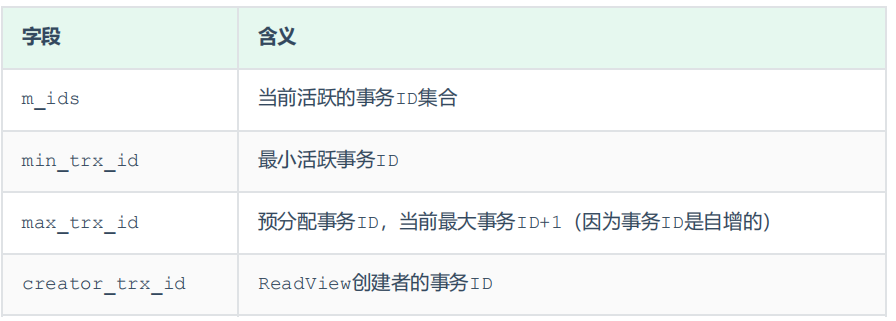 字段 含义
m_ids 当前活跃的事务ID集合
min_trx_id 最小活跃事务ID
max_trx_id 预分配事务ID，当前最大事务ID+1（因为事务ID是自增的）
creator_trx_id ReadView创建者的事务ID